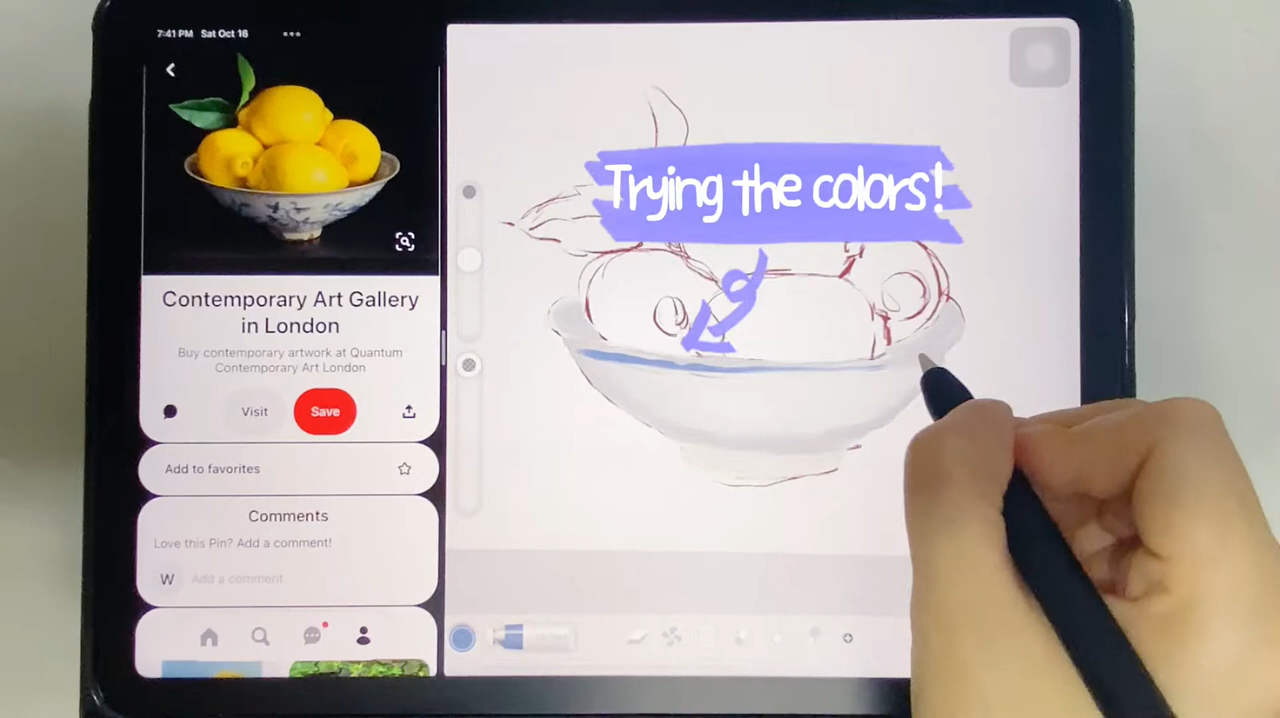 7:41 PM Sat Oct 16
Trying the colors!
Contemporary Art Gallery
in London
Buy contemporary artwork at Quantum
Contemporary Art London
Visit
Save
Add to favorites
Comments
Love this Pin? Add a comment!
W
Add a comment